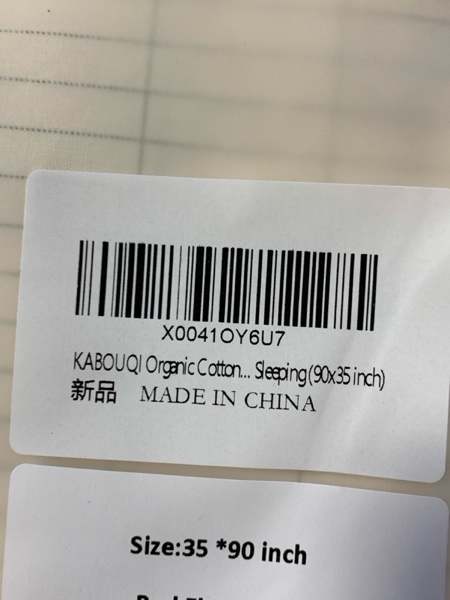 X0041OY6U7
KABOUQI Organic Cotton... Sleeping (90x35 inch)
新品 MADE IN CHINA
Size:35 *90 inch